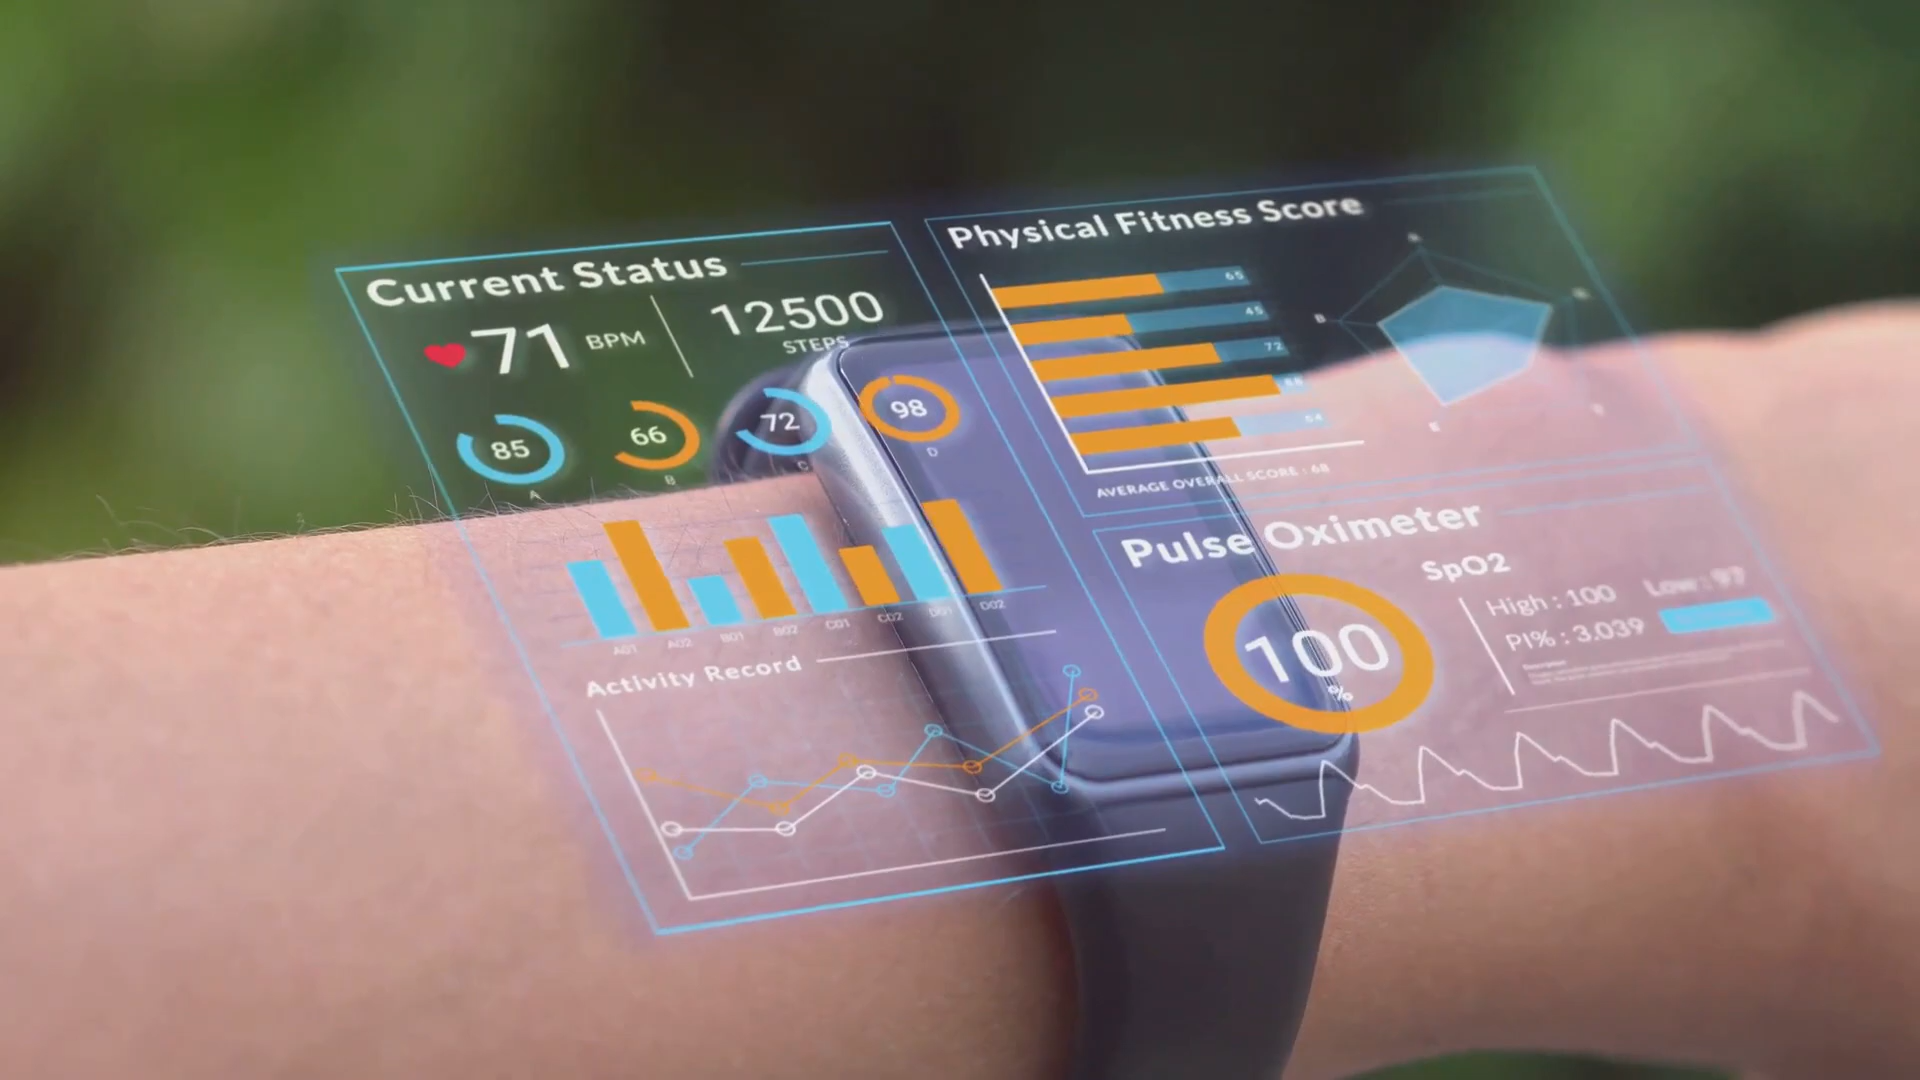 Current Status
71 BPM
12500
STEPS
85
66
72
98
A
B
C
D
A01
A02
B01
B02
C01
C02
D01
D02
Activity Record
Physical Fitness Score
65
45
72
88
54
AVERAGE OVERALL SCORE : 68
B
E
Pulse Oximeter
SpO2
100
%
High : 100
Low : 97
PI% : 3.039